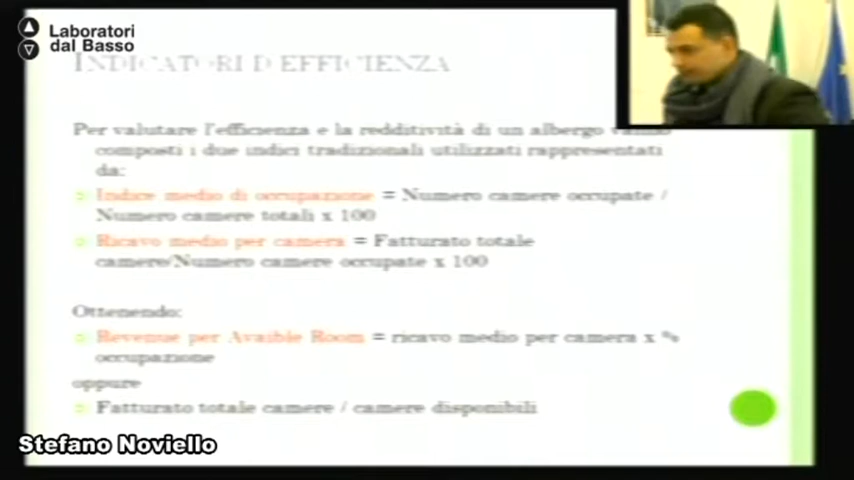 Laboratori
dal Basso
INDICATORI D EFFICIENZA
Per valutare l'efficienza e la redditività di un albergo vanno
composti i due indici tradizionali utilizzati rappresentati
da:
Indice medio di occupazione = Numero camere occupate /
Numero camere totali x 100
Ricavo medio per camera = Fatturato totale
camere/Numero camere occupate x 100
Ottenendo:
Revenue per Avaible Room = ricavo medio per camera x %
occupazione
oppure
Fatturato totale camere / camere disponibili
Stefano Noviello